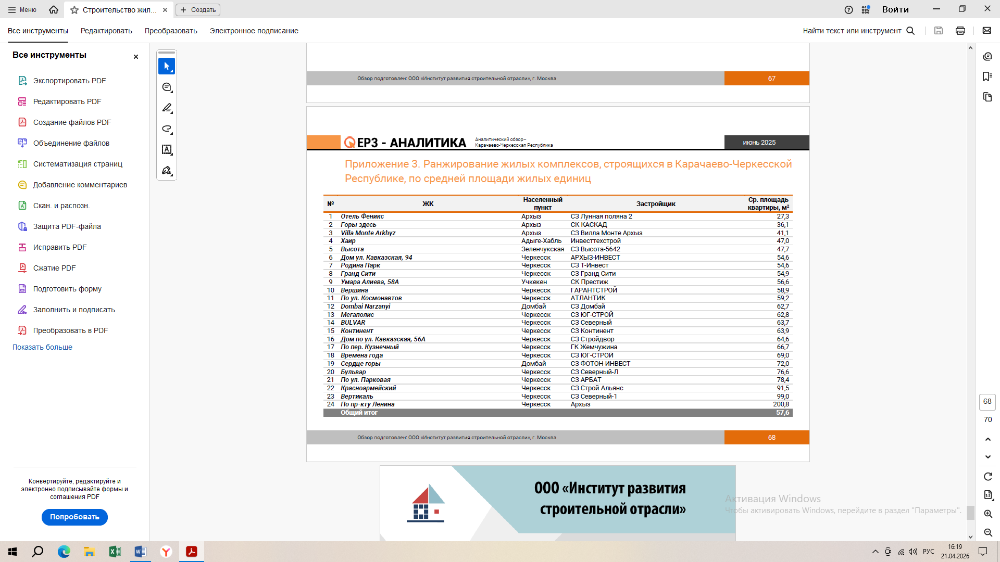 Меню
Строительство жил...
Создать
Войти
Все инструменты
Редактировать
Преобразовать
Электронное подписание
Найти текст или инструмент
Все инструменты
Экспортировать PDF
Редактировать PDF
Создание файлов PDF
Объединение файлов
Систематизация страниц
Добавление комментариев
Скан. и распозн.
Защита PDF-файла
Исправить PDF
Сжатие PDF
Подготовить форму
Заполнить и подписать
Преобразовать в PDF
Показать больше
Конвертируйте, редактируйте и
электронно подписывайте формы и
соглашения PDF
Попробовать
Обзор подготовлен: ООО «Институт развития строительной отрасли», г. Москва 67
ЕРЗ - АНАЛИТИКА
Аналитический обзор–
Карачаево-Черкесская Республика
июнь 2025
Приложение 3. Ранжирование жилых комплексов, строящихся в Карачаево-Черкесской
Республике, по средней площади жилых единиц
№ ЖК Населенный пункт Застройщик Ср. площадь квартиры, м²
1 Отель Феникс Архыз СЗ Лунная поляна 2 27,3
2 Горы здесь Архыз СК КАСКАД 36,1
3 Villa Monte Arkhyz Архыз СЗ Вилла Монте Архыз 41,1
4 Хаир Адыге-Хабль Инвесттехстрой 47,0
5 Высота Зеленчукская СЗ Высота-5642 47,7
6 Дом ул. Кавказская, 94 Черкесск АРХЫЗ-ИНВЕСТ 54,6
7 Родина Парк Черкесск СЗ Т-Инвест 54,6
8 Гранд Сити Черкесск СЗ Гранд Сити 54,9
9 Умара Алиева, 58А Учкекен СК Престиж 56,6
10 Вершина Черкесск ГАРАНТСТРОЙ 58,9
11 По ул. Космонавтов Черкесск АТЛАНТИК 59,2
12 Dombai Narzanyi Домбай СЗ Домбай 62,7
13 Мегаполис Черкесск СЗ ЮГ-СТРОЙ 62,8
14 BULVAR Черкесск СЗ Северный 63,7
15 Континент Черкесск СЗ Континент 63,9
16 Дом по ул. Кавказская, 56А Черкесск СЗ Стройдвор 64,6
17 По пер. Кузнечный Черкесск ГК Жемчужина 66,7
18 Времена года Черкесск СЗ ЮГ-СТРОЙ 69,0
19 Сердце горы Домбай СЗ ФОТОН-ИНВЕСТ 72,0
20 Бульвар Черкесск СЗ Северный-Л 76,6
21 По ул. Парковая Черкесск СЗ АРБАТ 78,4
22 Красноармейский Черкесск СЗ Строй Альянс 91,5
23 Вертикаль Черкесск СЗ Северный-1 99,0
24 По пр-кту Ленина Черкесск Архыз 200,8
Общий итог 57,6
Обзор подготовлен: ООО «Институт развития строительной отрасли», г. Москва 68
ООО «Институт развития
строительной отрасли»
Активация Windows
Чтобы активировать Windows, перейдите в раздел "Параметры".
68
70
РУС
16:19
21.04.2026